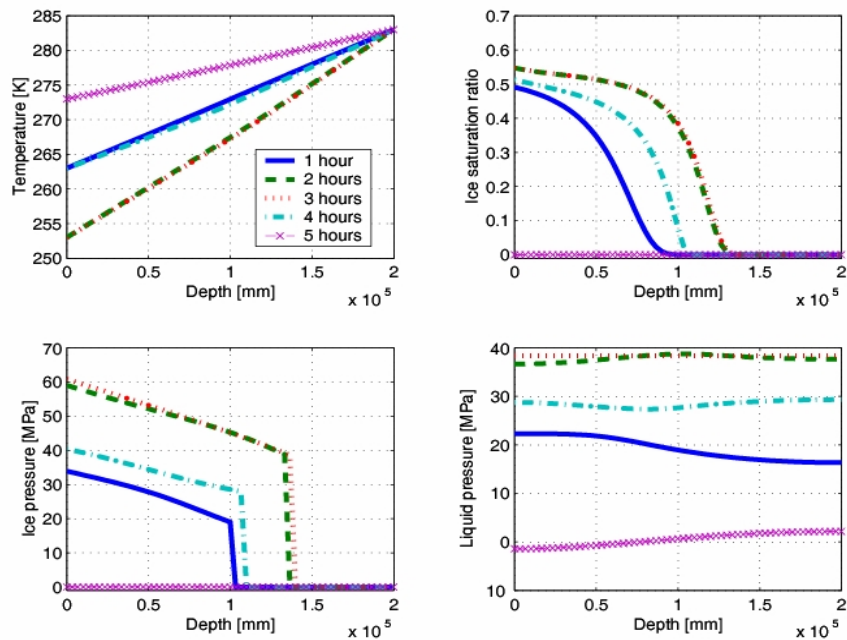 285
280
275
270
265
260
255
250
Temperature [K]
1 hour
2 hours
3 hours
4 hours
5 hours
0 0.5 1 1.5 2
Depth [mm]
x 10 5
0.7
0.6
0.5
0.4
0.3
0.2
0.1
0
Ice saturation ratio
0 0.5 1 1.5 2
Depth [mm]
x 10 5
70
60
50
40
30
20
10
0
Ice pressure [MPa]
0 0.5 1 1.5 2
Depth [mm]
x 10 5
40
30
20
10
0
10
Liquid pressure [MPa]
0 0.5 1 1.5 2
Depth [mm]
x 10 5